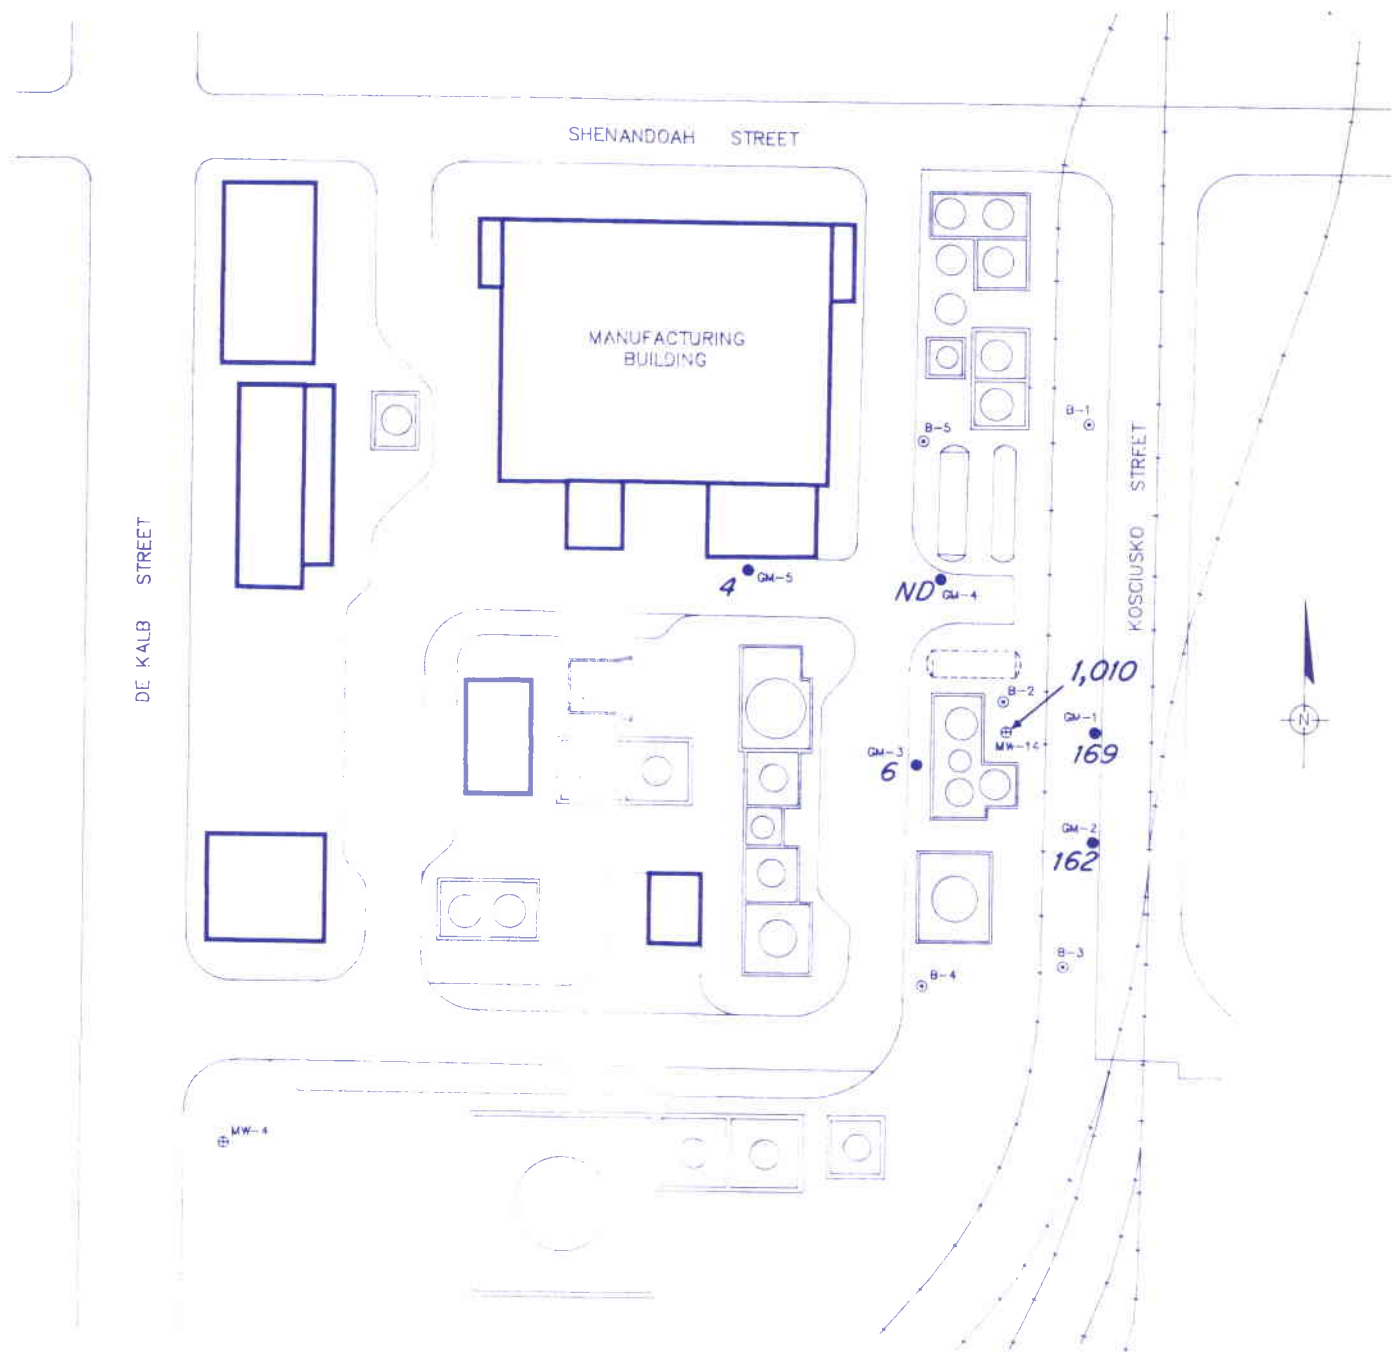 SHENANDOAH STREET
MANUFACTURING
BUILDING
B-1
B-5
KOSCIUSKO STREET
DE KALB STREET
4 GM-5
ND GM-4
1,010
B-2
GM-1
MW-14
169
GM-3
6
GM-2
162
B-3
B-4
N
MW-4